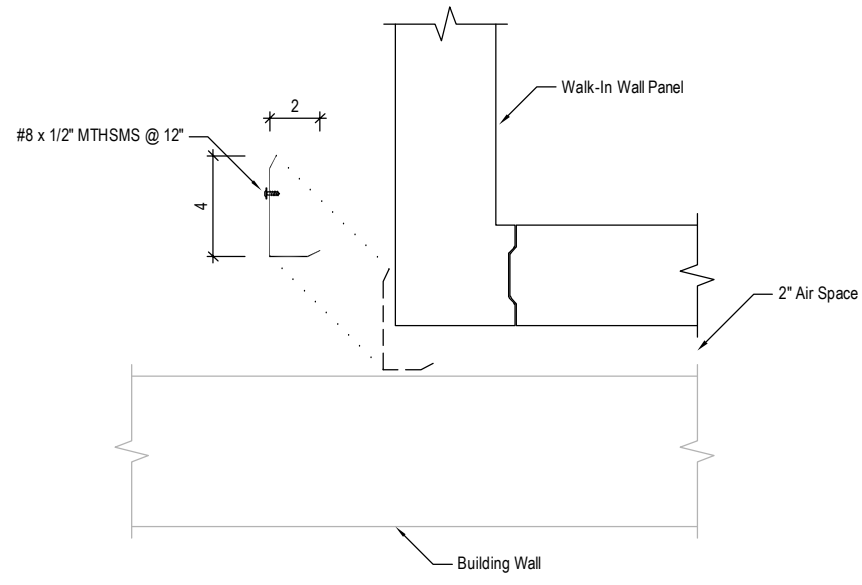 Walk-In Wall Panel
2
#8 x 1/2" MTHSMS @ 12"
4
2" Air Space
Building Wall